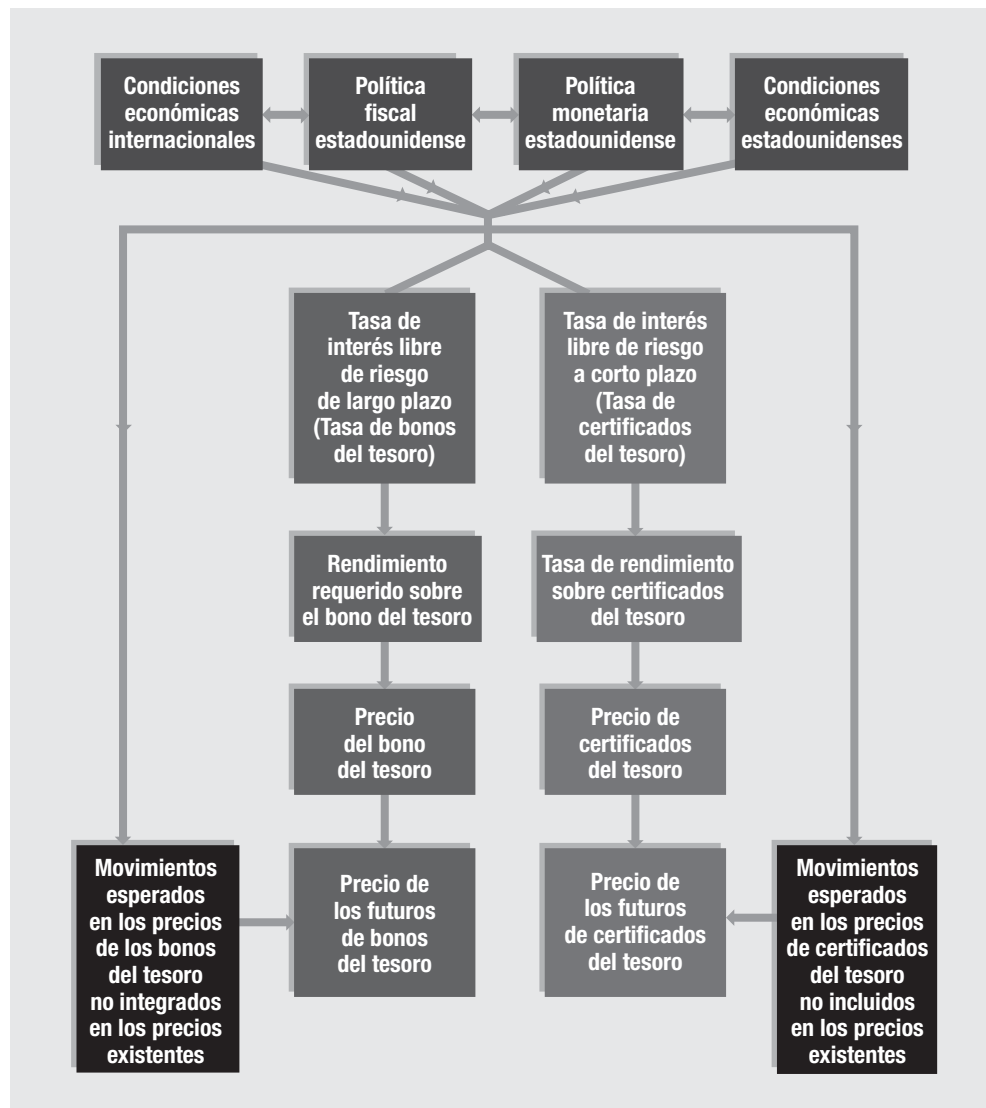 Condiciones
económicas
internacionales
Política
fiscal
estadounidense
Política
monetaria
estadounidense
Condiciones
económicas
estadounidenses
Tasa de
interés libre
de riesgo
de largo plazo
(Tasa de bonos
del tesoro)
Tasa de interés
libre de riesgo
a corto plazo
(Tasa de
certificados
del tesoro)
Rendimiento
requerido sobre
el bono del tesoro
Tasa de rendimiento
sobre certificados
del tesoro
Precio
del bono
del tesoro
Precio de
certificados
del tesoro
Movimientos
esperados
en los precios
de los bonos
del tesoro
no integrados
en los precios
existentes
Precio de
los futuros
de bonos
del tesoro
Precio de
los futuros
de certificados
del tesoro
Movimientos
esperados
en los precios
de certificados
del tesoro
no incluidos
en los precios
existentes